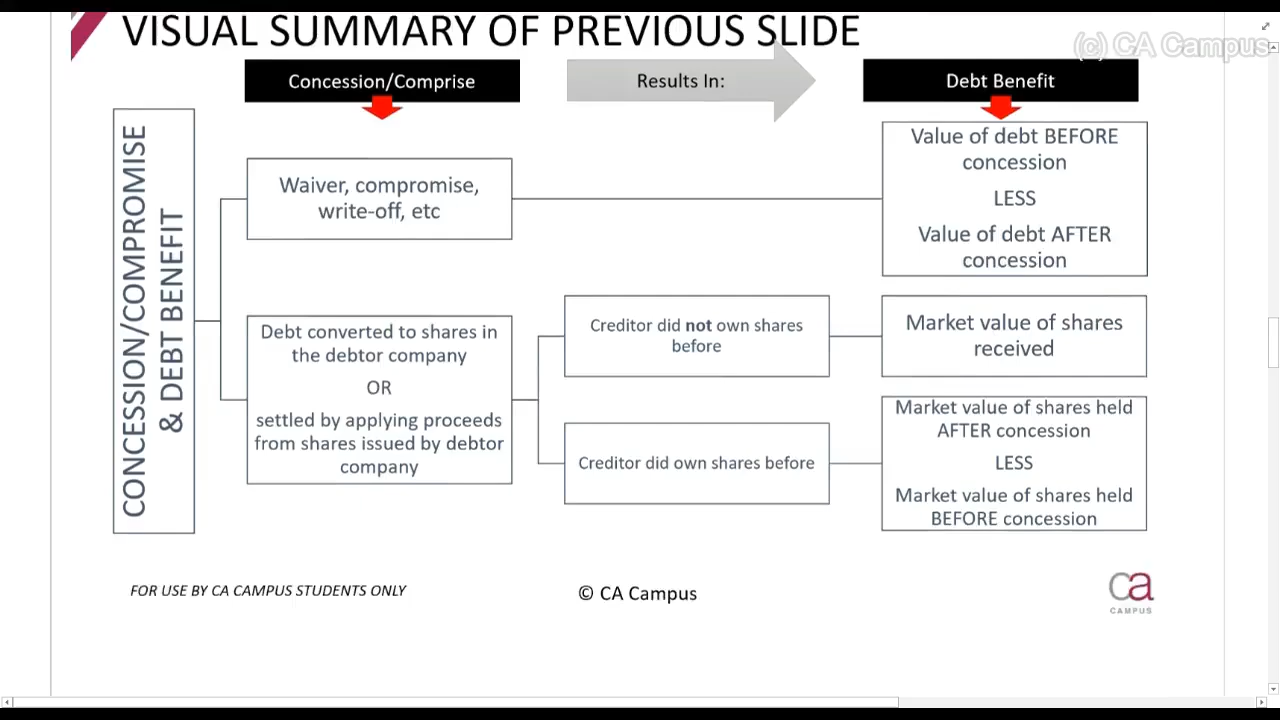 VISUAL SUMMARY OF PREVIOUS SLIDE
(c) CA Campus
Concession/Comprise
Results In:
Debt Benefit
CONCESSION/COMPROMISE
& DEBT BENEFIT
Waiver, compromise,
write-off, etc
Value of debt BEFORE
concession
LESS
Value of debt AFTER
concession
Debt converted to shares in
the debtor company
OR
settled by applying proceeds
from shares issued by debtor
company
Creditor did not own shares
before
Market value of shares
received
Creditor did own shares before
Market value of shares held
AFTER concession
LESS
Market value of shares held
BEFORE concession
FOR USE BY CA CAMPUS STUDENTS ONLY
© CA Campus
ca
CAMPUS